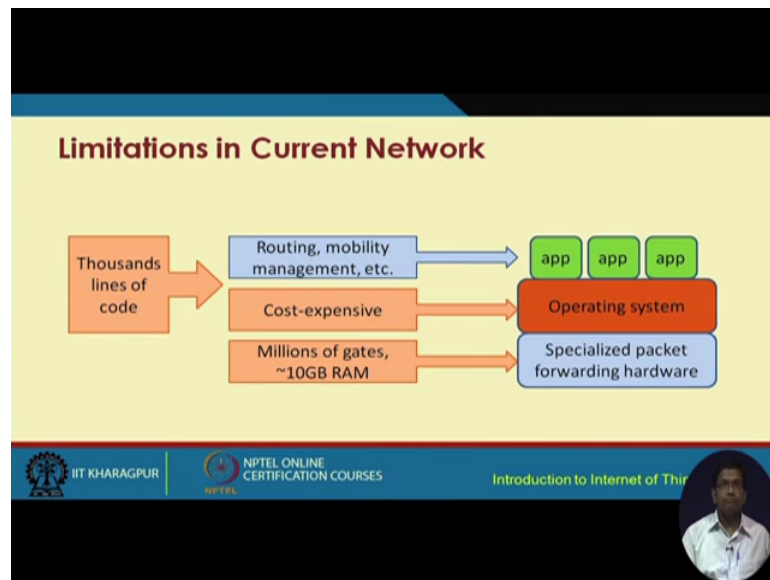 Limitations in Current Network
Thousands
lines of
code
Routing, mobility
management, etc.
Cost-expensive
Millions of gates,
~10GB RAM
app app app
Operating system
Specialized packet
forwarding hardware
IIT KHARAGPUR
NPTEL
NPTEL ONLINE
CERTIFICATION COURSES
Introduction to Internet of Thin